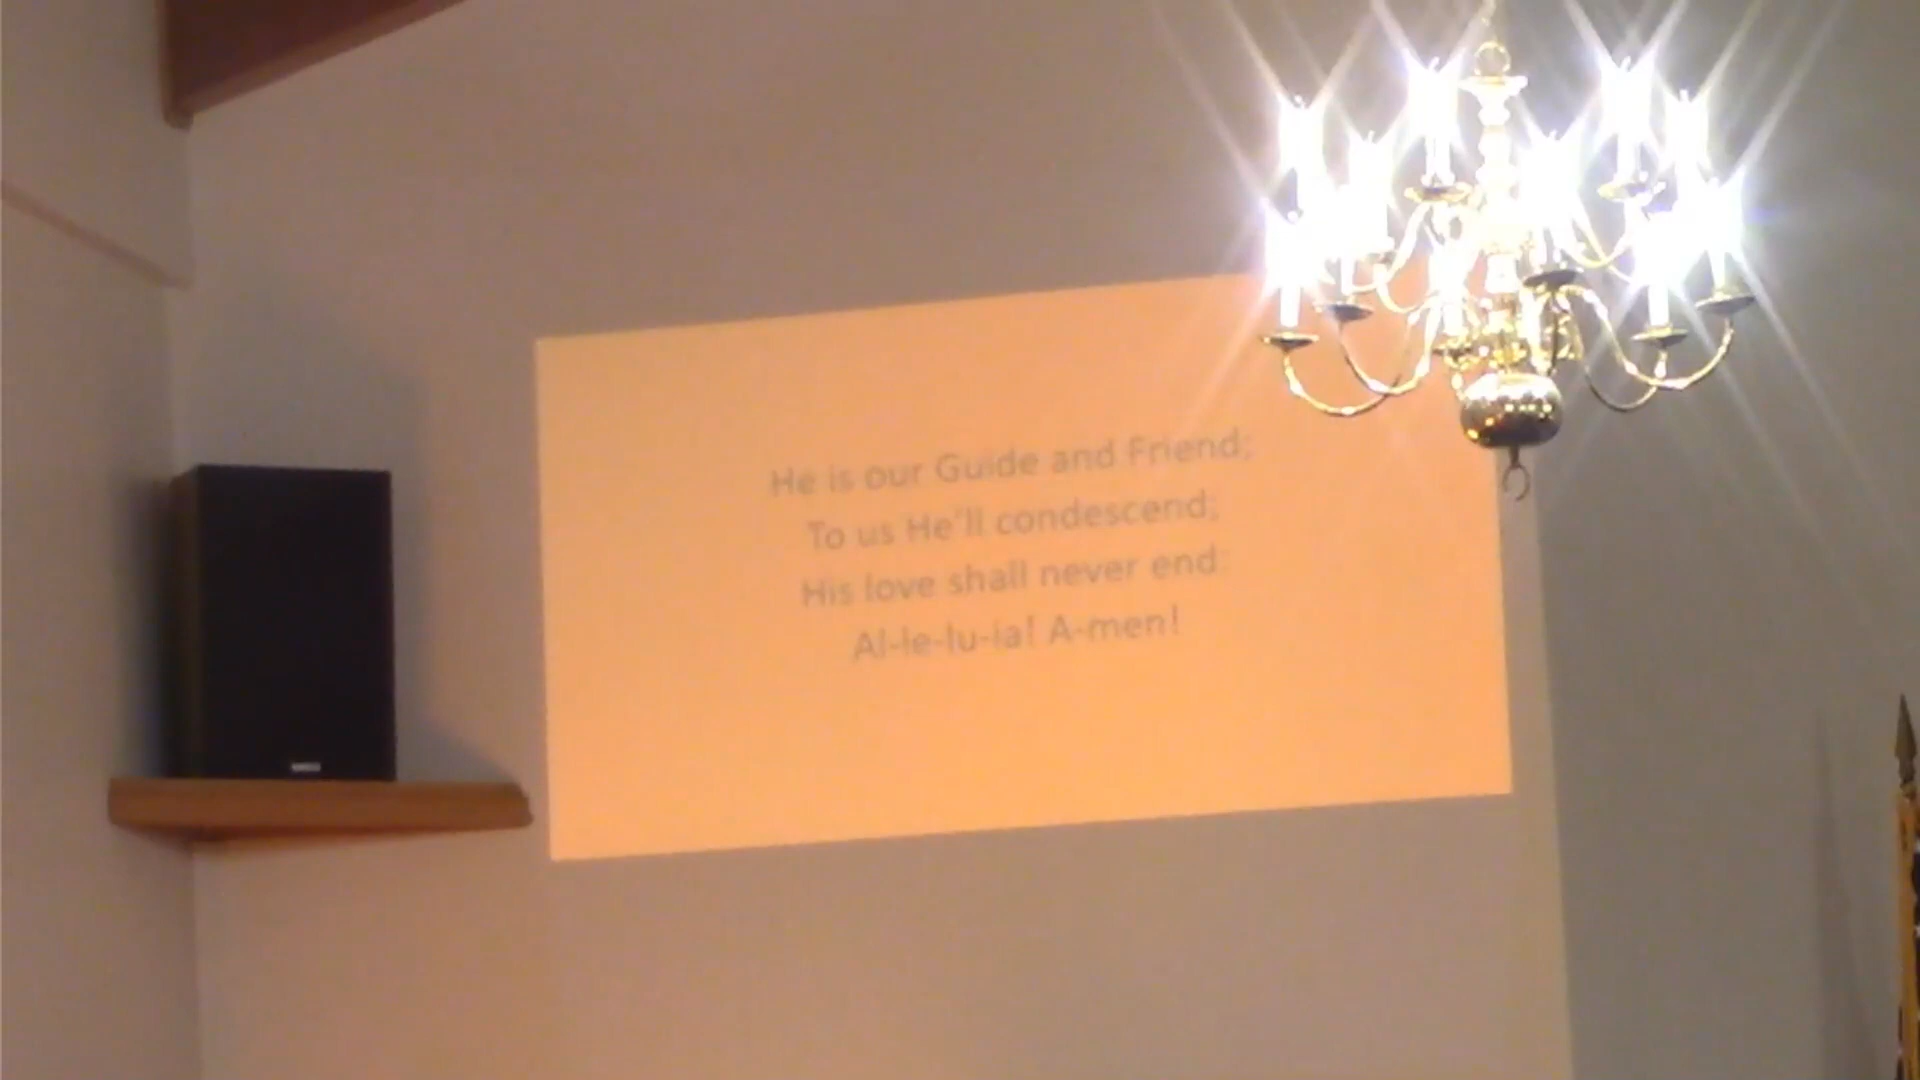 He is our Guide and Friend;
To us He'll condescend;
His love shall never end:
Al-le-lu-ia! A-men!